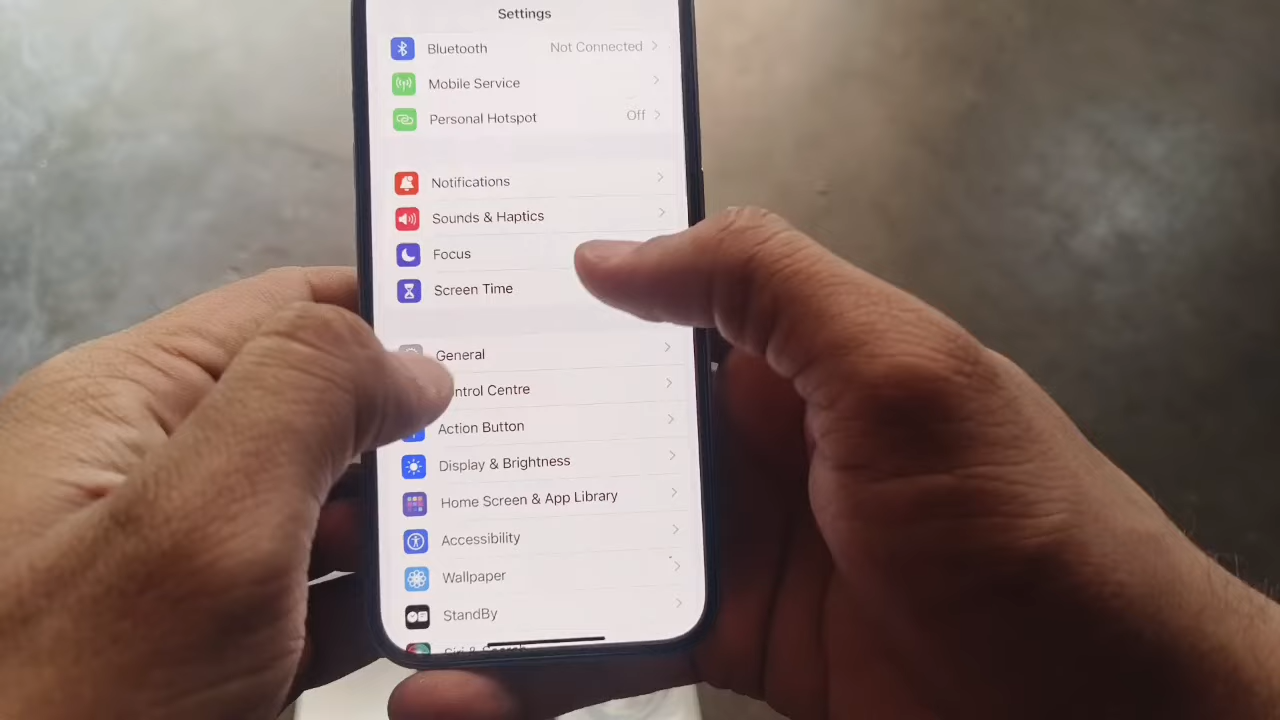 Settings
Bluetooth Not Connected
Mobile Service
Personal Hotspot Off
Notifications
Sounds & Haptics
Focus
Screen Time
General
ntrol Centre
Action Button
Display & Brightness
Home Screen & App Library
Accessibility
Wallpaper
StandBy